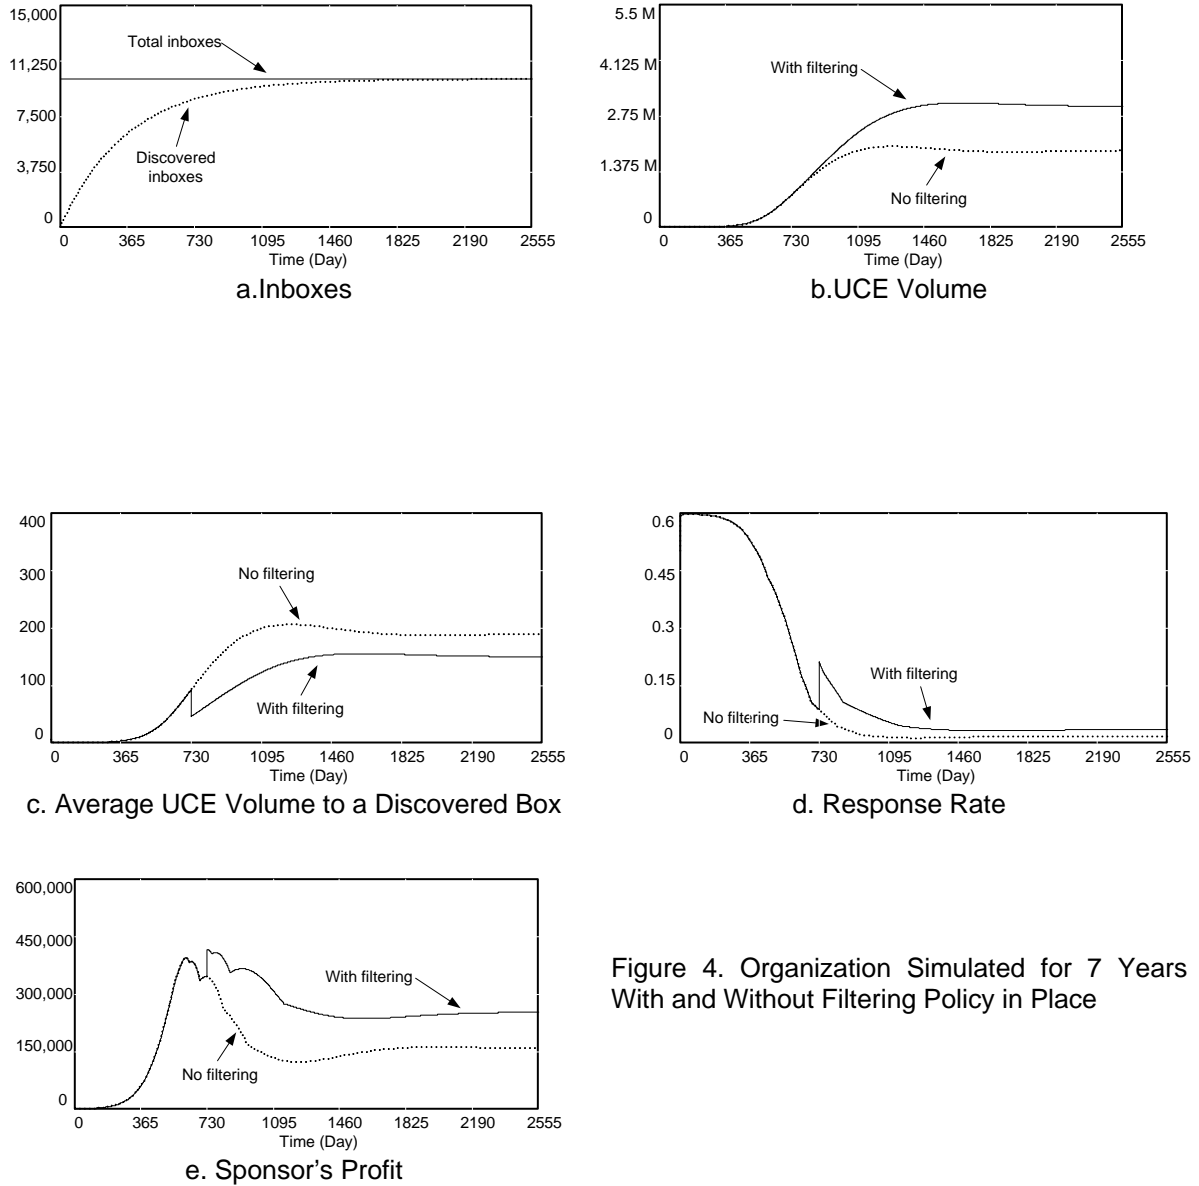 15,000
11,250
7,500
3,750
0
Total inboxes
Discovered
inboxes
0 365 730 1095 1460 1825 2190 2555
Time (Day)
a.Inboxes
5.5 M
4.125 M
2.75 M
1.375 M
0
With filtering
No filtering
0 365 730 1095 1460 1825 2190 2555
Time (Day)
b.UCE Volume
400
300
200
100
0
No filtering
With filtering
0 365 730 1095 1460 1825 2190 2555
Time (Day)
c. Average UCE Volume to a Discovered Box
0.6
0.45
0.3
0.15
0
With filtering
No filtering
0 365 730 1095 1460 1825 2190 2555
Time (Day)
d. Response Rate
600,000
450,000
300,000
150,000
0
With filtering
No filtering
0 365 730 1095 1460 1825 2190 2555
Time (Day)
e. Sponsor's Profit
Figure 4. Organization Simulated for 7 Years
With and Without Filtering Policy in Place